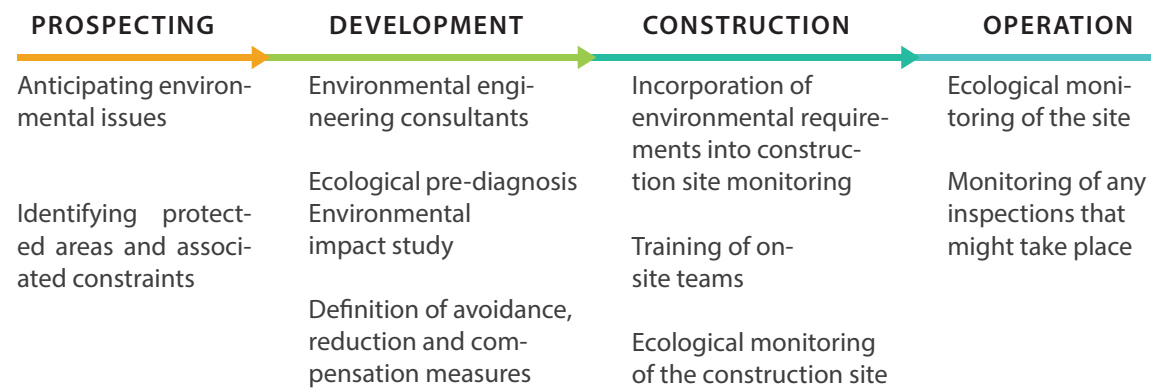 PROSPECTING
Anticipating environ-
mental issues
Identifying protect-
ed areas and associ-
ated constraints
DEVELOPMENT
Environmental engi-
neering consultants
Ecological pre-diagnosis
Environmental
impact study
Definition of avoidance,
reduction and com-
pensation measures
CONSTRUCTION
Incorporation of
environmental require-
ments into construc-
tion site monitoring
Training of on-
site teams
Ecological monitoring
of the construction site
OPERATION
Ecological moni-
toring of the site
Monitoring of any
inspections that
might take place